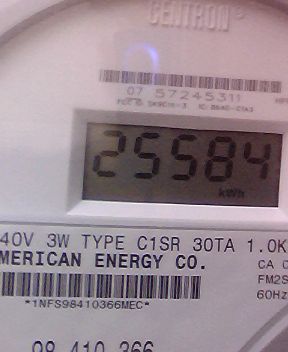 CENTRON®
07 57245311
25584
kWh
40V 3W TYPE C1SR 30TA 1.0K
MERICAN ENERGY CO.
CA 0
FM2S
60Hz
*1NFS98410366MEC*
98 410 366